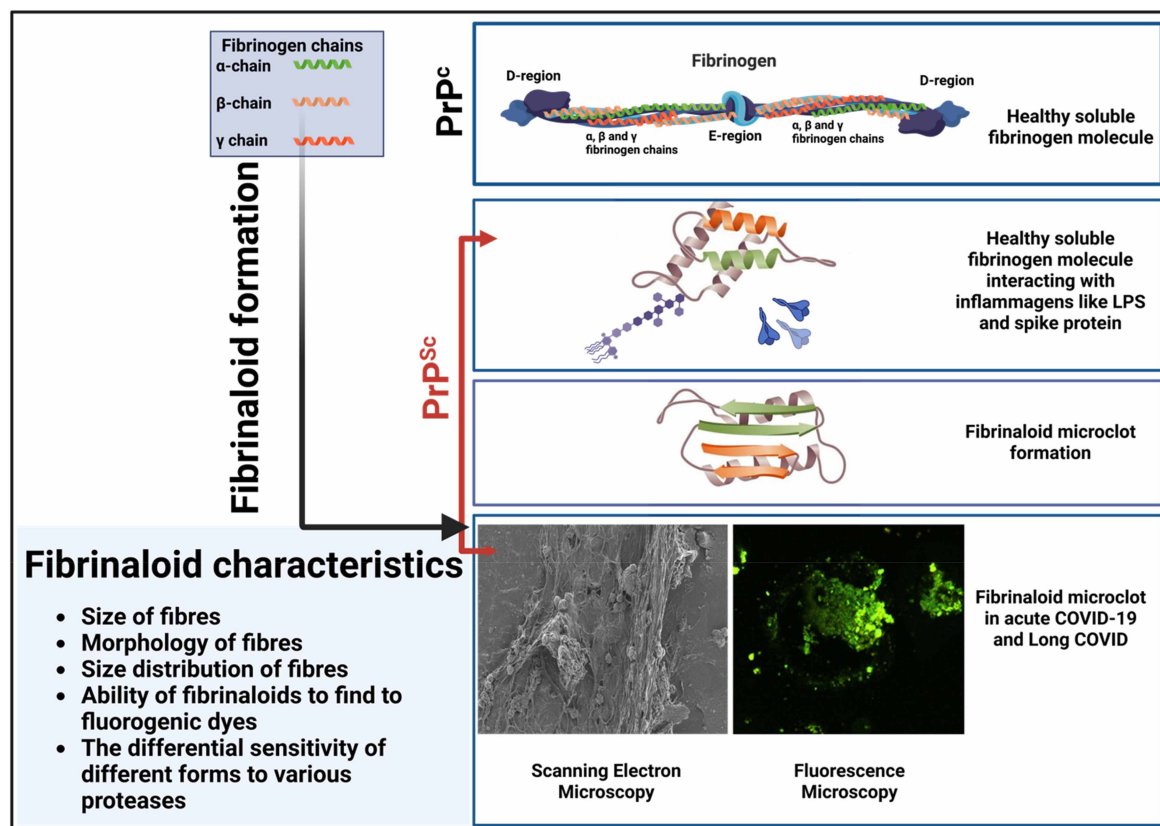 Fibrinogen chains
α-chain
β-chain
γ chain
Fibrinaloid formation
PrPᶜ
D-region
Fibrinogen
D-region
α, β and γ
fibrinogen chains
E-region
α, β and γ
fibrinogen chains
Healthy soluble
fibrinogen molecule
PrPˢᶜ
Healthy soluble
fibrinogen molecule
interacting with
inflammagens like LPS
and spike protein
Fibrinaloid microclot
formation
Fibrinaloid microclot
in acute COVID-19
and Long COVID
Scanning Electron
Microscopy
Fluorescence
Microscopy
Fibrinaloid characteristics
• Size of fibres
• Morphology of fibres
• Size distribution of fibres
• Ability of fibrinaloids to find to
fluorogenic dyes
• The differential sensitivity of
different forms to various
proteases